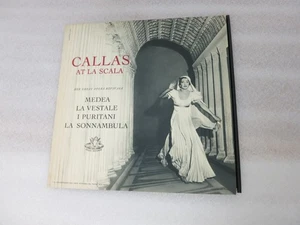 CALLAS
AT LA SCALA
MEDEA
LA VESTALE
I PURITANI
LA SONNAMBULA